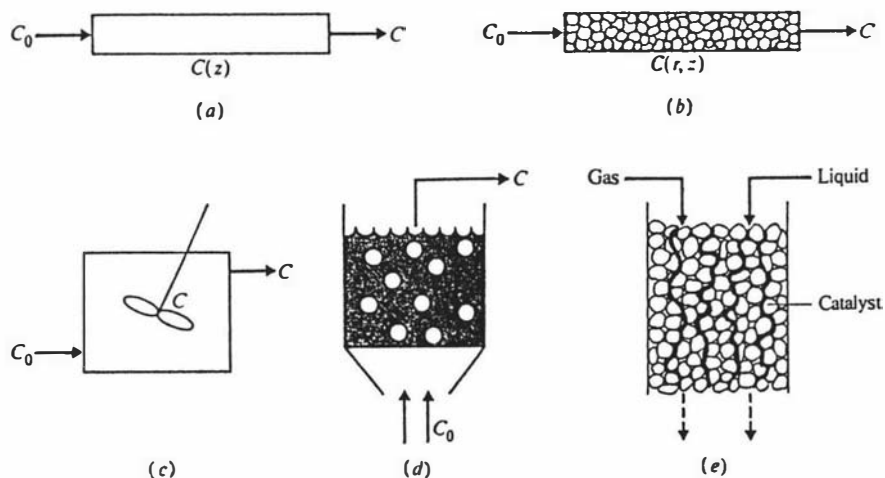 C₀ C
C(z)
(a)
C₀ C
C(r, z)
(b)
C₀ C C
(c)
C
C₀
(d)
Gas Liquid
Catalyst
(e)